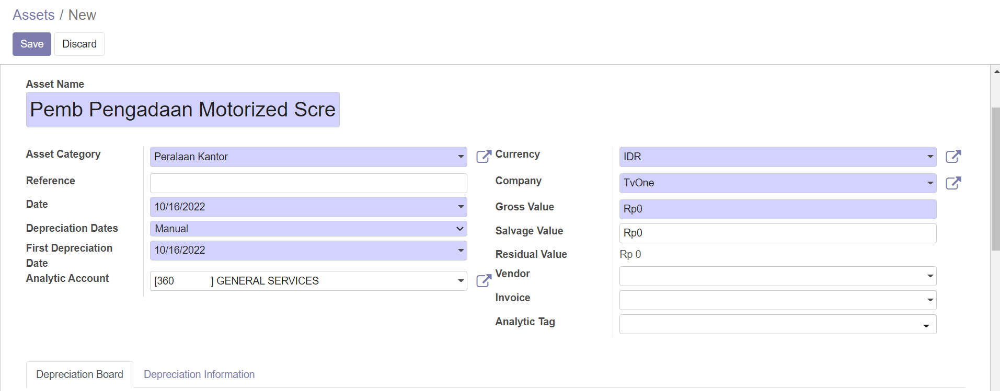 Assets / New
Save Discard
Asset Name
Pemb Pengadaan Motorized Scre
Asset Category
Peralaan Kantor
Reference
Date
10/16/2022
Depreciation Dates
Manual
First Depreciation
Date
10/16/2022
Analytic Account
[360 ] GENERAL SERVICES
Currency
IDR
Company
TvOne
Gross Value
Rp0
Salvage Value
Rp0
Residual Value
Rp 0
Vendor
Invoice
Analytic Tag
Depreciation Board Depreciation Information